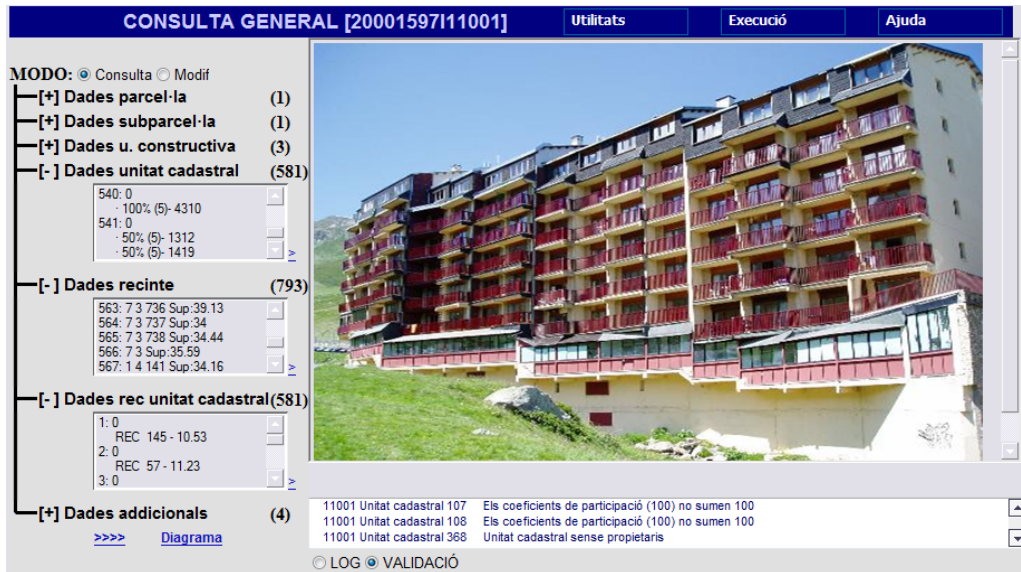 CONSULTA GENERAL [20001597I11001] Utilitats Execució Ajuda
MODO: Consulta Modif
[+] Dades parcel·la (1)
[+] Dades subparcel·la (1)
[+] Dades u. constructiva (3)
[-] Dades unitat cadastral (581)
540: 0
· 100% (5)- 4310
541: 0
· 50% (5)- 1312
· 50% (5)- 1419
>
[-] Dades recinte (793)
563: 7 3 736 Sup:39.13
564: 7 3 737 Sup:34
565: 7 3 738 Sup:34.44
566: 7 3 Sup:35.59
567: 1 4 141 Sup:34.16
>
[-] Dades rec unitat cadastral (581)
1: 0
REC 145 - 10.53
2: 0
REC 57 - 11.23
3: 0
>
[+] Dades addicionals (4)
>>>> Diagrama
11001 Unitat cadastral 107 Els coeficients de participació (100) no sumen 100
11001 Unitat cadastral 108 Els coeficients de participació (100) no sumen 100
11001 Unitat cadastral 368 Unitat cadastral sense propietaris
LOG VALIDACIÓ